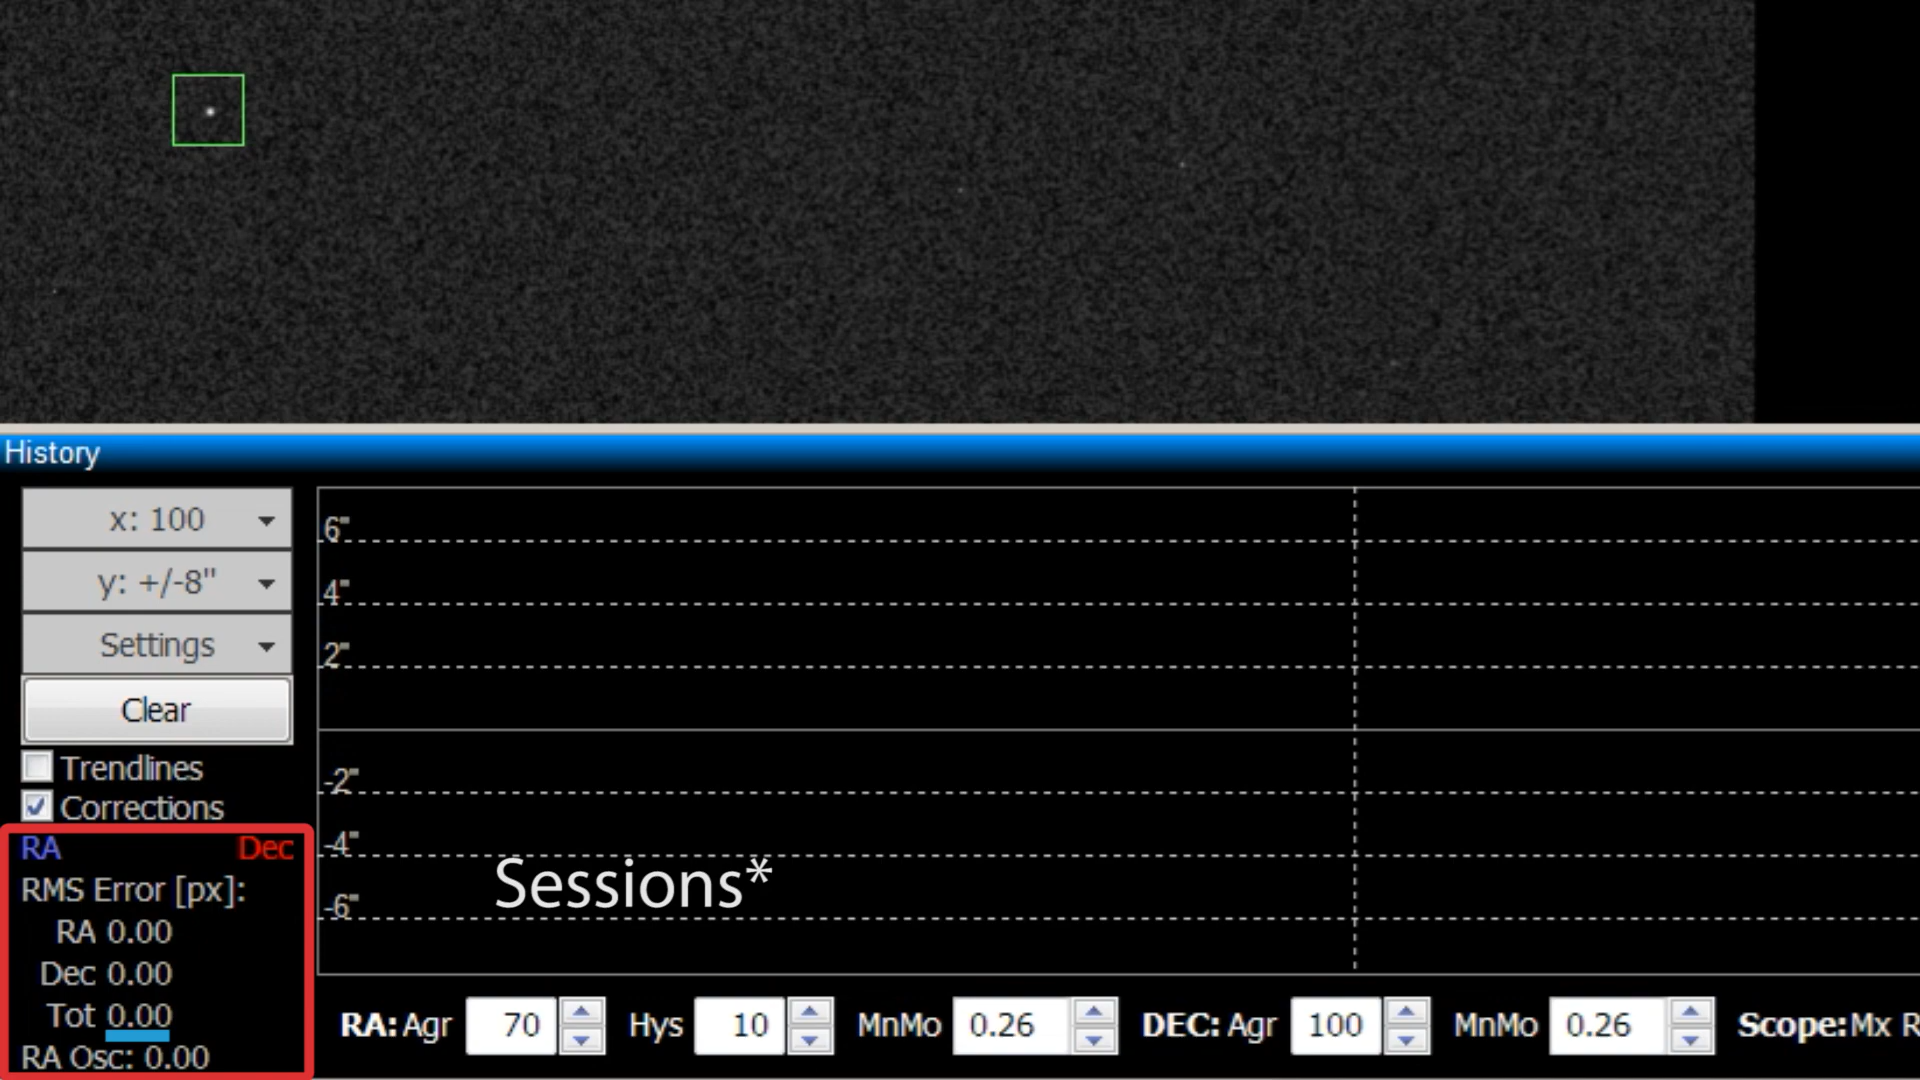 History
x: 100
y: +/-8"
Settings
Clear
Trendlines
Corrections
RA Dec
RMS Error [px]:
RA 0.00
Dec 0.00
Tot 0.00
RA Osc: 0.00
6"
4"
2"
-2"
-4"
-6"
Sessions*
RA: Agr 70 Hys 10 MnMo 0.26 DEC: Agr 100 MnMo 0.26 Scope: Mx R